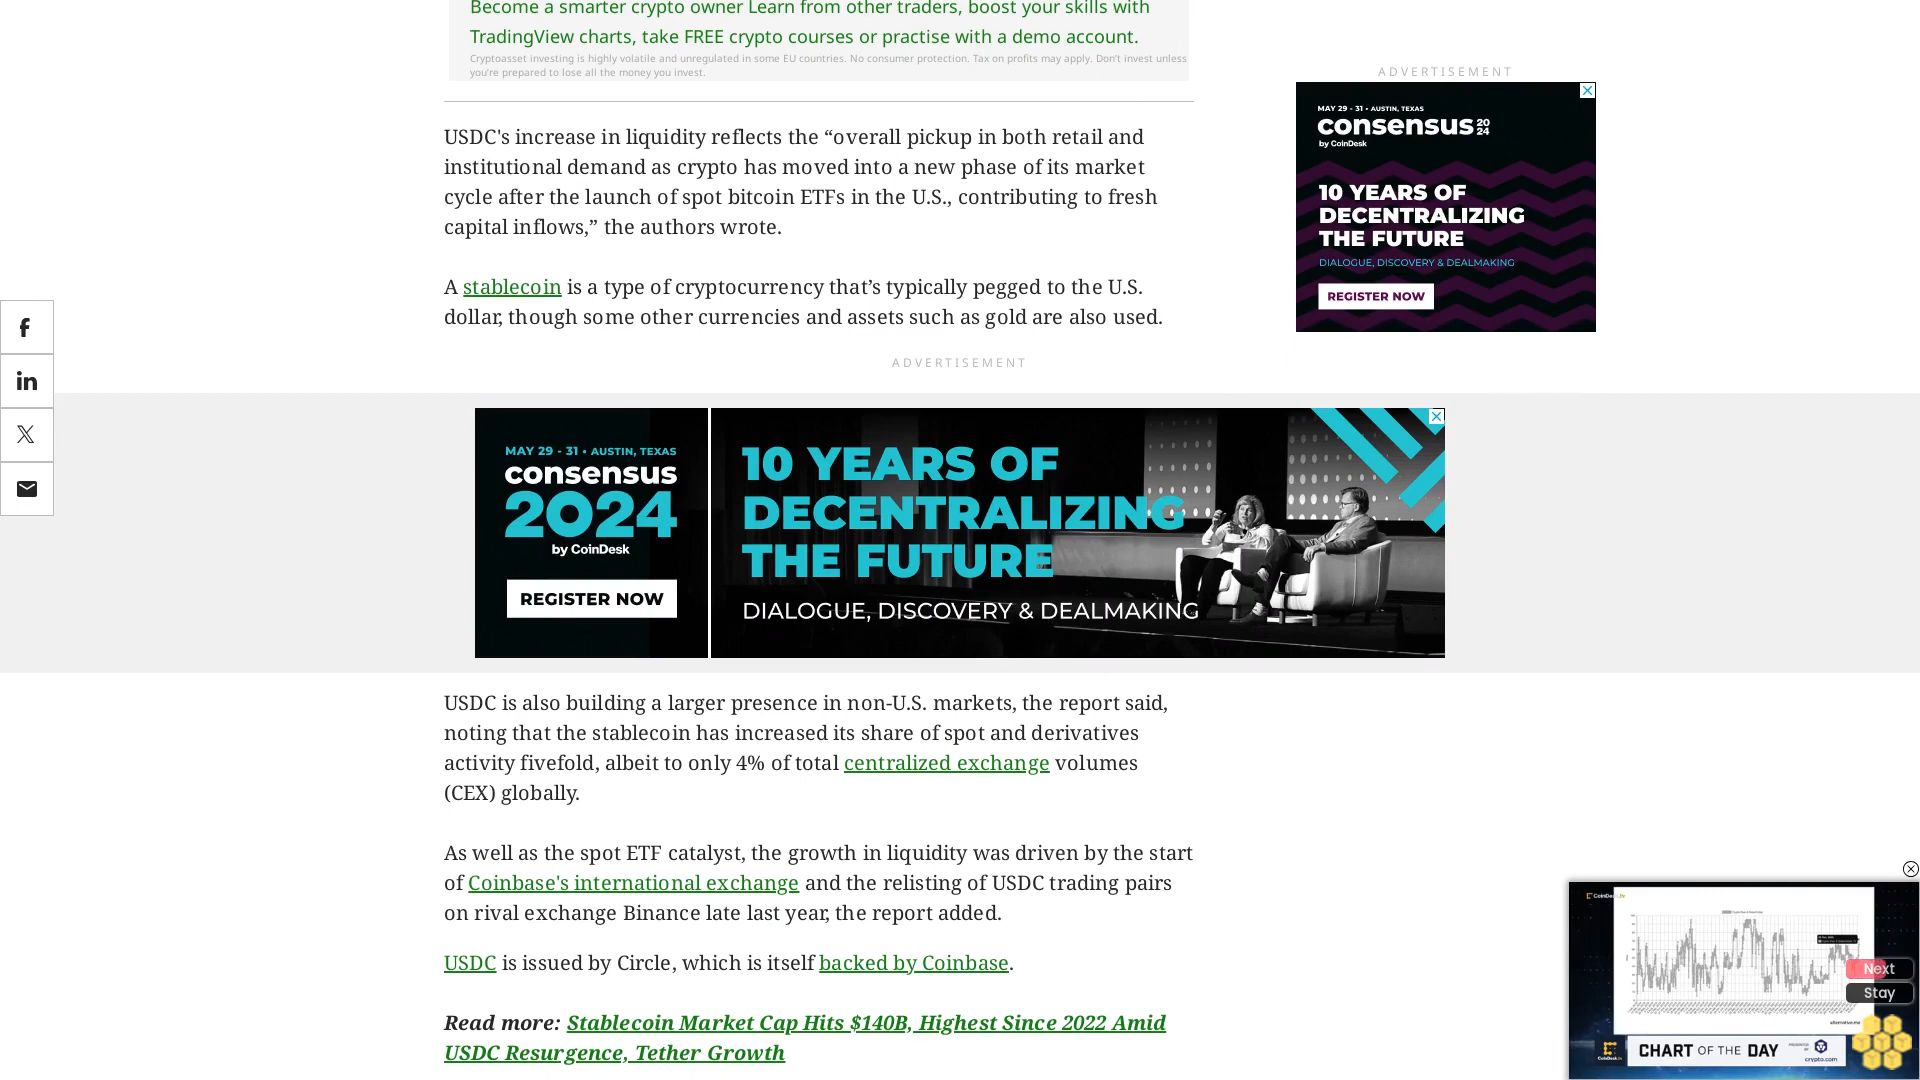 Become a smarter crypto owner Learn from other traders, boost your skills with
TradingView charts, take FREE crypto courses or practise with a demo account.
Cryptoasset investing is highly volatile and unregulated in some EU countries. No consumer protection. Tax on profits may apply. Don't invest unless
you're prepared to lose all the money you invest.
ADVERTISEMENT
MAY 29 - 31 • AUSTIN, TEXAS
consensus 2024
by CoinDesk
10 YEARS OF
DECENTRALIZING
THE FUTURE
DIALOGUE, DISCOVERY & DEALMAKING
REGISTER NOW
USDC's increase in liquidity reflects the “overall pickup in both retail and
institutional demand as crypto has moved into a new phase of its market
cycle after the launch of spot bitcoin ETFs in the U.S., contributing to fresh
capital inflows,” the authors wrote.
A stablecoin is a type of cryptocurrency that’s typically pegged to the U.S.
dollar, though some other currencies and assets such as gold are also used.
ADVERTISEMENT
MAY 29 - 31 • AUSTIN, TEXAS
consensus
2024
by CoinDesk
REGISTER NOW
10 YEARS OF
DECENTRALIZING
THE FUTURE
DIALOGUE, DISCOVERY & DEALMAKING
USDC is also building a larger presence in non-U.S. markets, the report said,
noting that the stablecoin has increased its share of spot and derivatives
activity fivefold, albeit to only 4% of total centralized exchange volumes
(CEX) globally.
As well as the spot ETF catalyst, the growth in liquidity was driven by the start
of Coinbase's international exchange and the relisting of USDC trading pairs
on rival exchange Binance late last year, the report added.
USDC is issued by Circle, which is itself backed by Coinbase.
Read more: Stablecoin Market Cap Hits $140B, Highest Since 2022 Amid
USDC Resurgence, Tether Growth
Next
Stay
CHART OF THE DAY
crypto.com